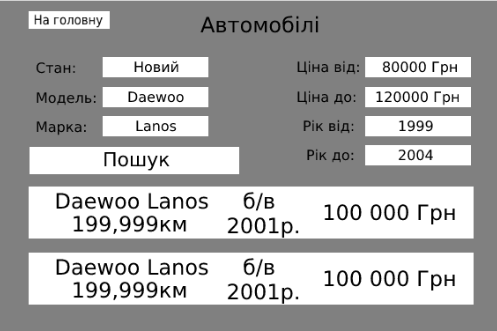 На головну
Автомобілі
Стан: Новий
Ціна від: 80000 Грн
Модель: Daewoo
Ціна до: 120000 Грн
Марка: Lanos
Рік від: 1999
Пошук
Рік до: 2004
Daewoo Lanos б/в 100 000 Грн
199,999км 2001р.
Daewoo Lanos б/в 100 000 Грн
199,999км 2001р.